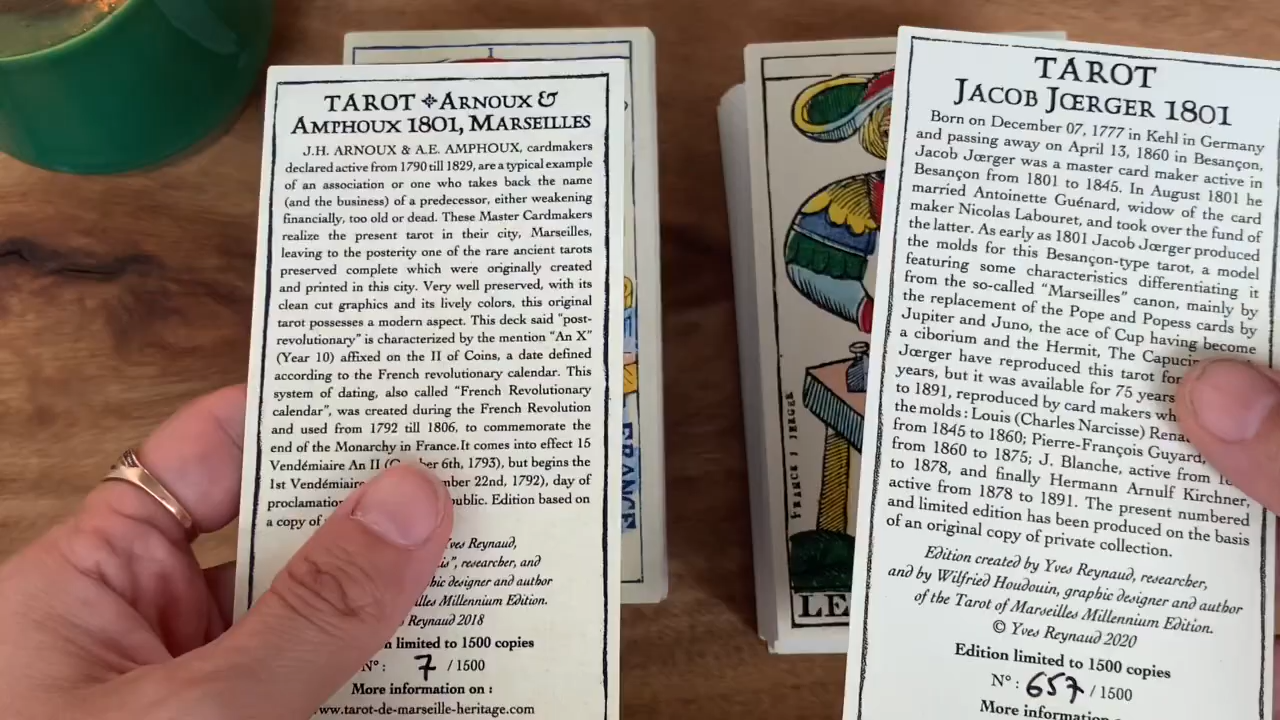 TAROT ✥ ARNOUX &
AMPHOUX 1801, MARSEILLES
J.H. ARNOUX & A.E. AMPHOUX, cardmakers
declared active from 1790 till 1829, are a typical example
of an association or one who takes back the name
(and the business) of a predecessor, either weakening
financially, too old or dead. These Master Cardmakers
realize the present tarot in their city, Marseilles,
leaving to the posterity one of the rare ancient tarots
preserved complete which were originally created
and printed in this city. Very well preserved, with its
clean cut graphics and its lively colors, this original
tarot possesses a modern aspect. This deck said "post-
revolutionary" is characterized by the mention "An X"
(Year 10) affixed on the II of Coins, a date defined
according to the French revolutionary calendar. This
system of dating, also called "French Revolutionary
calendar", was created during the French Revolution
and used from 1792 till 1806, to commemorate the
end of the Monarchy in France.It comes into effect 15
Vendémiaire An II ( 6th, 1793), but begins the
1st Vendémiaire 22nd, 1792), day of
proclamation Edition based on
a copy of
Yves Reynaud,
researcher, and
designer and author
Millennium Edition.
Reynaud 2018
limited to 1500 copies
N° : 7 / 1500
More information on :
www.tarot-de-marseille-heritage.com
FRANCE
FRANCK J JERGER
LE
TAROT
JACOB JŒRGER 1801
Born on December 07, 1777 in Kehl in Germany
and passing away on April 13, 1860 in Besançon,
Jacob Jœrger was a master card maker active in
Besançon from 1801 to 1845. In August 1801 he
married Antoinette Guénard, widow of the card
maker Nicolas Labouret, and took over the fund of
the latter. As early as 1801 Jacob Jœrger produced
the molds for this Besançon-type tarot, a model
featuring some characteristics differentiating it
from the so-called "Marseilles" canon, mainly by
the replacement of the Pope and Popess cards by
Jupiter and Juno, the ace of Cup having become
a ciborium and the Hermit, The
Jœrger have reproduced this tarot for
years, but it was available for 75 years
to 1891, reproduced by card makers
the molds : Louis (Charles Narcisse)
from 1845 to 1860; Pierre-François Guyard,
from 1860 to 1875; J. Blanche, active from
to 1878, and finally Hermann Arnulf Kirchner,
active from 1878 to 1891. The present numbered
and limited edition has been produced on the basis
of an original copy of private collection.
Edition created by Yves Reynaud, researcher,
and by Wilfried Houdouin, graphic designer and author
of the Tarot of Marseilles Millennium Edition.
© Yves Reynaud 2020
Edition limited to 1500 copies
N° : 657 / 1500
More information